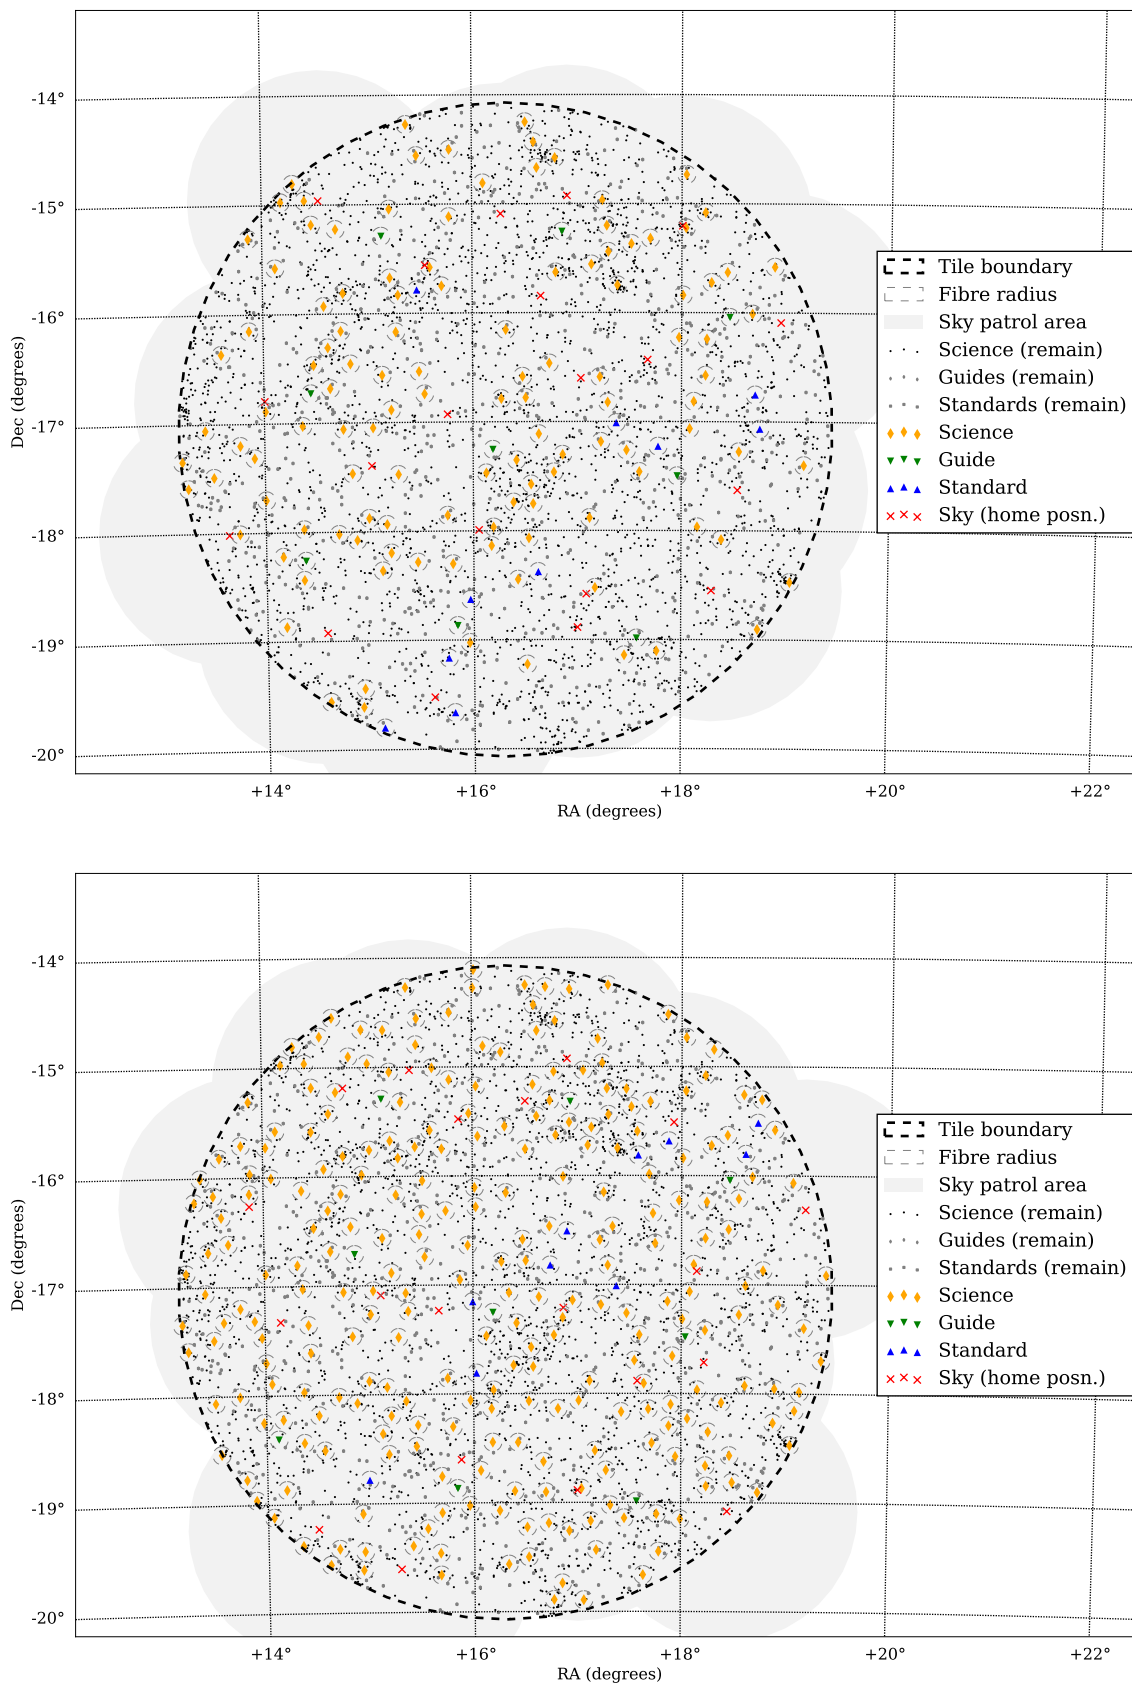 -14°
-15°
-16°
-17°
-18°
-19°
-20°
Dec (degrees)
Tile boundary
Fibre radius
Sky patrol area
Science (remain)
Guides (remain)
Standards (remain)
Science
Guide
Standard
Sky (home posn.)
+14° +16° +18° +20° +22°
RA (degrees)
-14°
-15°
-16°
-17°
-18°
-19°
-20°
Dec (degrees)
Tile boundary
Fibre radius
Sky patrol area
Science (remain)
Guides (remain)
Standards (remain)
Science
Guide
Standard
Sky (home posn.)
+14° +16° +18° +20° +22°
RA (degrees)